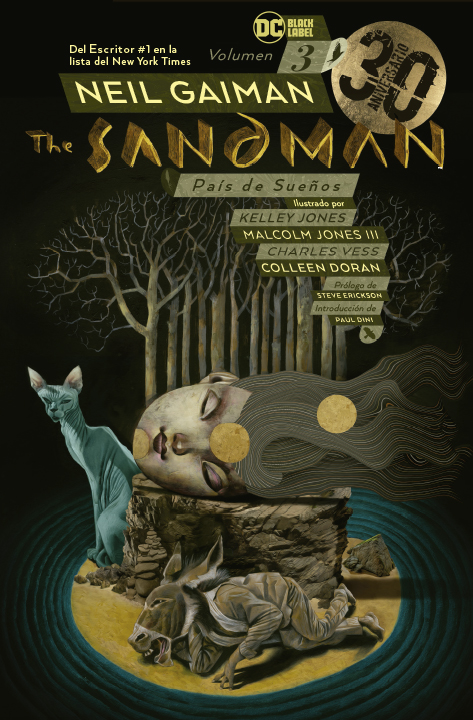 DC BLACK LABEL
Del Escritor #1 en la
lista del New York Times
Volumen 3
30 ANIVERSARIO
NEIL GAIMAN
The SANDMAN
País de Sueños
Ilustrado por
KELLEY JONES
MALCOLM JONES III
CHARLES VESS
COLLEEN DORAN
Prólogo de
STEVE ERICKSON
Introducción de
PAUL DINI